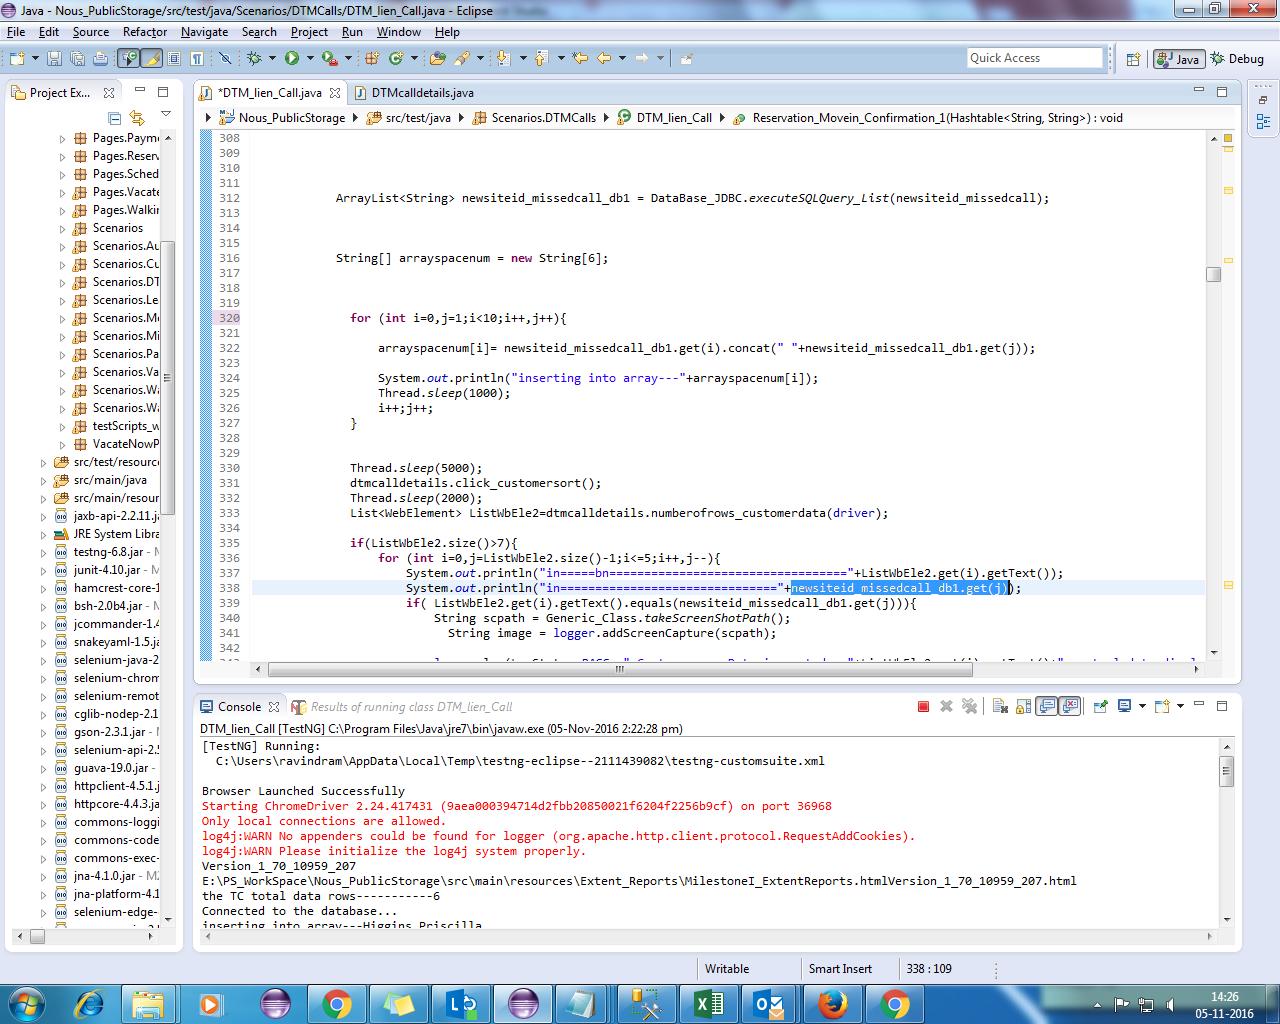 Java - Nous_PublicStorage/src/test/java/Scenarios/DTMCalls/DTM_lien_Call.java - Eclipse
File Edit Source Refactor Navigate Search Project Run Window Help
Quick Access
Java
Debug
Project Ex...
*DTM_lien_Call.java
DTMcalldetails.java
Nous_PublicStorage
src/test/java
Scenarios.DTMCalls
DTM_lien_Call
Reservation_Movein_Confirmation_1(Hashtable<String, String>) : void
Pages.Payme
Pages.Reserv
Pages.Sched
Pages.Vacate
Pages.Walkin
Scenarios
Scenarios.Au
Scenarios.Cu
Scenarios.DT
Scenarios.Le
Scenarios.Mo
Scenarios.Mi
Scenarios.Pa
Scenarios.Va
Scenarios.Wa
Scenarios.Wa
testScripts_w
VacateNowP
src/test/resourc
src/main/java
src/main/resour
jaxb-api-2.2.11.ja
JRE System Libra
testng-6.8.jar - M
junit-4.10.jar - M
hamcrest-core-1
bsh-2.0b4.jar - M
jcommander-1.4
snakeyaml-1.5.ja
selenium-java-2
selenium-chrom
selenium-remot
cglib-nodep-2.1
gson-2.3.1.jar - M
selenium-api-2.5
guava-19.0.jar -
httpclient-4.5.1.j
httpcore-4.4.3.ja
commons-loggi
commons-code
commons-exec-
jna-4.1.0.jar - M2
jna-platform-4.1
selenium-edge-
308
309
310
311
312 ArrayList<String> newsiteid_missedcall_db1 = DataBase_JDBC.executeSQLQuery_List(newsiteid_missedcall);
313
314
315
316 String[] arrayspacenum = new String[6];
317
318
319
320 for (int i=0,j=1;i<10;i++,j++){
321
322 arrayspacenum[i]= newsiteid_missedcall_db1.get(i).concat(" "+newsiteid_missedcall_db1.get(j));
323
324 System.out.println("inserting into array---"+arrayspacenum[i]);
325 Thread.sleep(1000);
326 i++;j++;
327 }
328
329
330 Thread.sleep(5000);
331 dtmcalldetails.click_customersort();
332 Thread.sleep(2000);
333 List<WebElement> ListWbEle2=dtmcalldetails.numberofrows_customerdata(driver);
334
335 if(ListWbEle2.size()>7){
336 for (int i=0,j=ListWbEle2.size()-1;i<=5;i++,j--){
337 System.out.println("in=====bn=================================="+ListWbEle2.get(i).getText());
338 System.out.println("in==============================="+newsiteid_missedcall_db1.get(j));
339 if( ListWbEle2.get(i).getText().equals(newsiteid_missedcall_db1.get(j))){
340 String scpath = Generic_Class.takeScreenShotPath();
341 String image = logger.addScreenCapture(scpath);
342
Console
Results of running class DTM_lien_Call
DTM_lien_Call [TestNG] C:\Program Files\Java\jre7\bin\javaw.exe (05-Nov-2016 2:22:28 pm)
[TestNG] Running:
C:\Users\ravindram\AppData\Local\Temp\testng-eclipse--2111439082\testng-customsuite.xml
Browser Launched Successfully
Starting ChromeDriver 2.24.417431 (9aea000394714d2fbb20850021f6204f2256b9cf) on port 36968
Only local connections are allowed.
log4j:WARN No appenders could be found for logger (org.apache.http.client.protocol.RequestAddCookies).
log4j:WARN Please initialize the log4j system properly.
Version_1_70_10959_207
E:\PS_WorkSpace\Nous_PublicStorage\src\main\resources\Extent_Reports\MilestoneI_ExtentReports.htmlVersion_1_70_10959_207.html
the TC total data rows-----------6
Connected to the database...
inserting into array---Higgins Priscilla
Writable
Smart Insert
338 : 109
14:26
05-11-2016